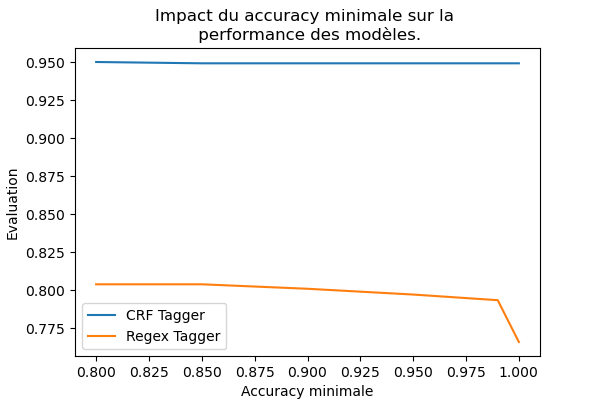 Impact du accuracy minimale sur la
performance des modèles.
0.950
0.925
0.900
0.875
0.850
0.825
0.800
0.775
Evaluation
CRF Tagger
Regex Tagger
0.800 0.825 0.850 0.875 0.900 0.925 0.950 0.975 1.000
Accuracy minimale